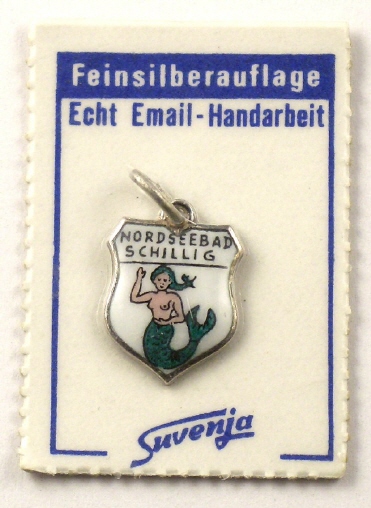 Feinsilberauflage
Echt Email-Handarbeit
NORDSEEBAD
SCHILLIG
Suvenja